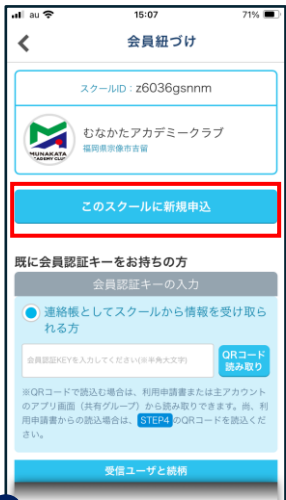 au 15:07 71%
会員紐づけ
スクールID：z6036gsnnm
むなかたアカデミークラブ
福岡県宗像市吉留
MUNAKATA
ACADEMY CLUB
このスクールに新規申込
既に会員認証キーをお持ちの方
会員認証キーの入力
連絡帳としてスクールから情報を受け取ら
れる方
会員認証KEYを入力してください(※半角大文字)
QRコード
読み取り
※QRコードで読込む場合は、利用申請書または主アカウント
のアプリ画面（共有グループ）から読み取りできます。尚、利
用申請書からの読込場合は、STEP4のQRコードを読込くだ
さい。
受信ユーザと続柄